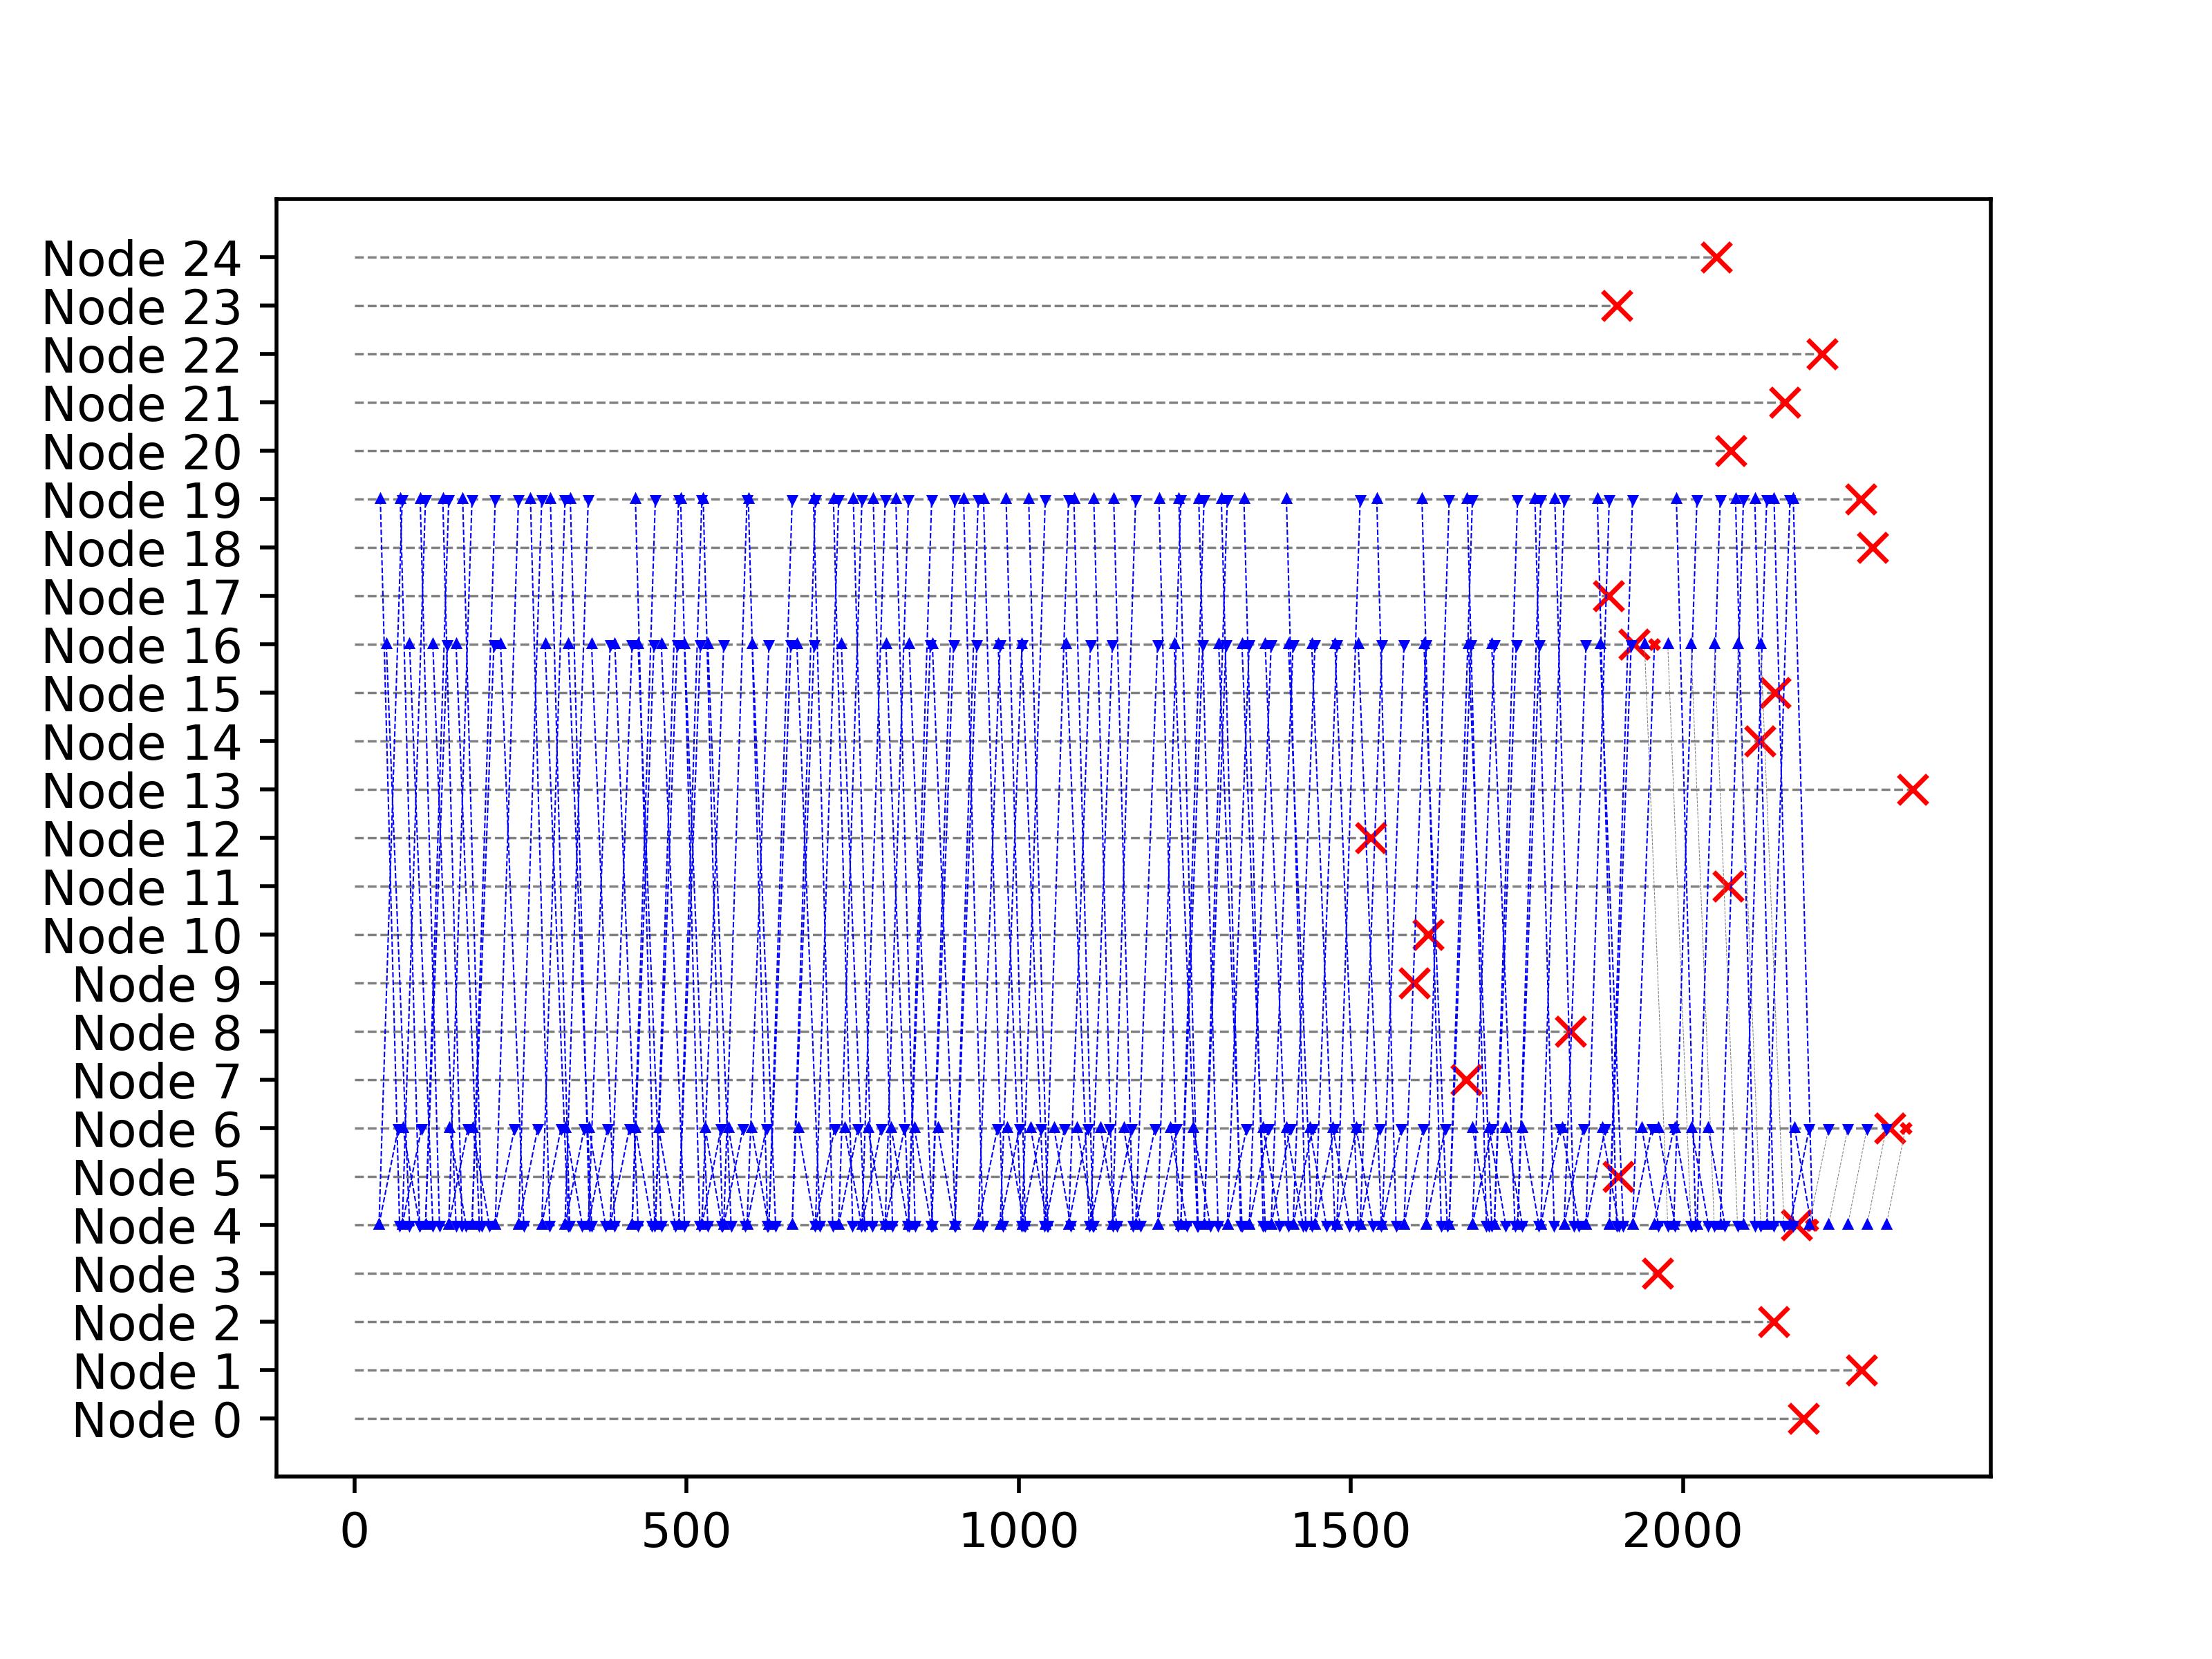 Node 24
Node 23
Node 22
Node 21
Node 20
Node 19
Node 18
Node 17
Node 16
Node 15
Node 14
Node 13
Node 12
Node 11
Node 10
Node 9
Node 8
Node 7
Node 6
Node 5
Node 4
Node 3
Node 2
Node 1
Node 0
0 500 1000 1500 2000